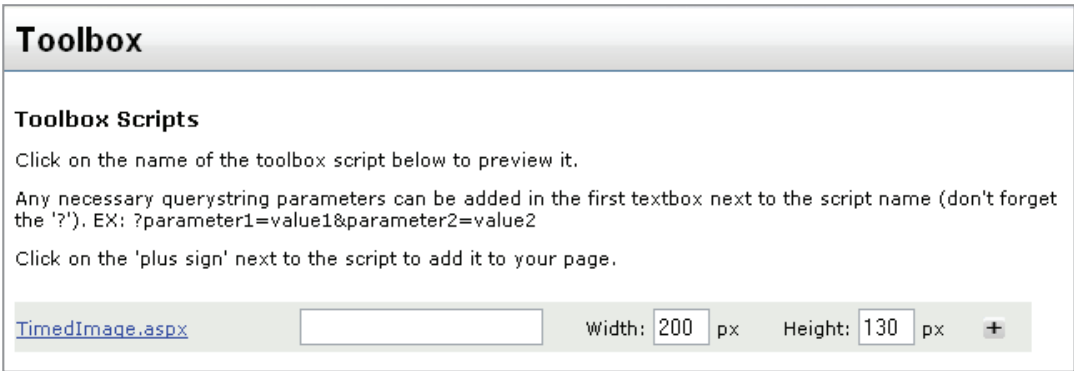 Toolbox
Toolbox Scripts
Click on the name of the toolbox script below to preview it.
Any necessary querystring parameters can be added in the first textbox next to the script name (don't forget
the '?'). EX: ?parameter1=value1&parameter2=value2
Click on the 'plus sign' next to the script to add it to your page.
TimedImage.aspx Width: 200 px Height: 130 px +